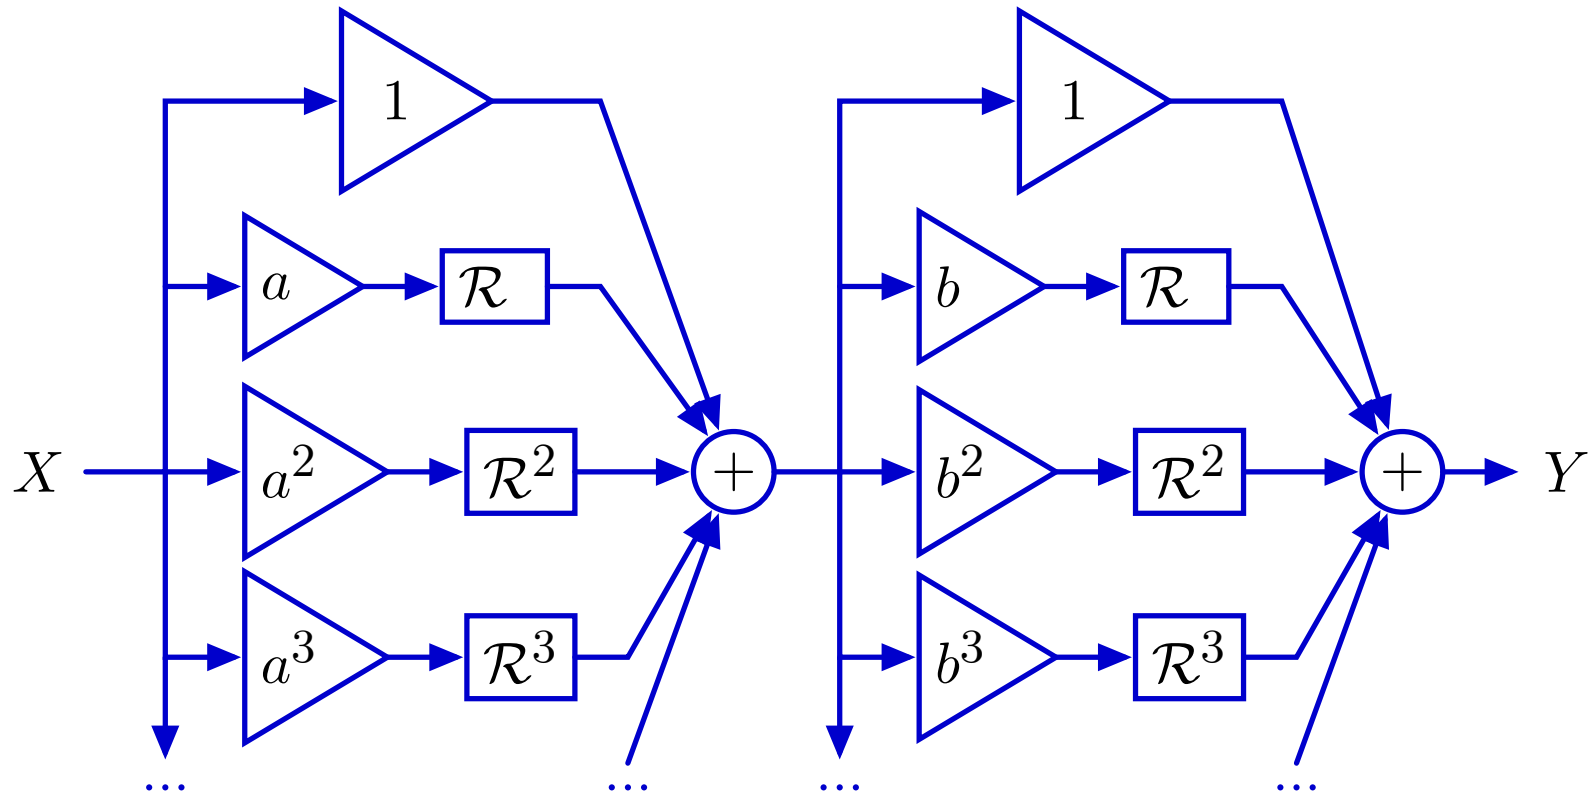 1 1
a R b R
X a² R² + b² R² + Y
a³ R³ b³ R³
... ... ... ...